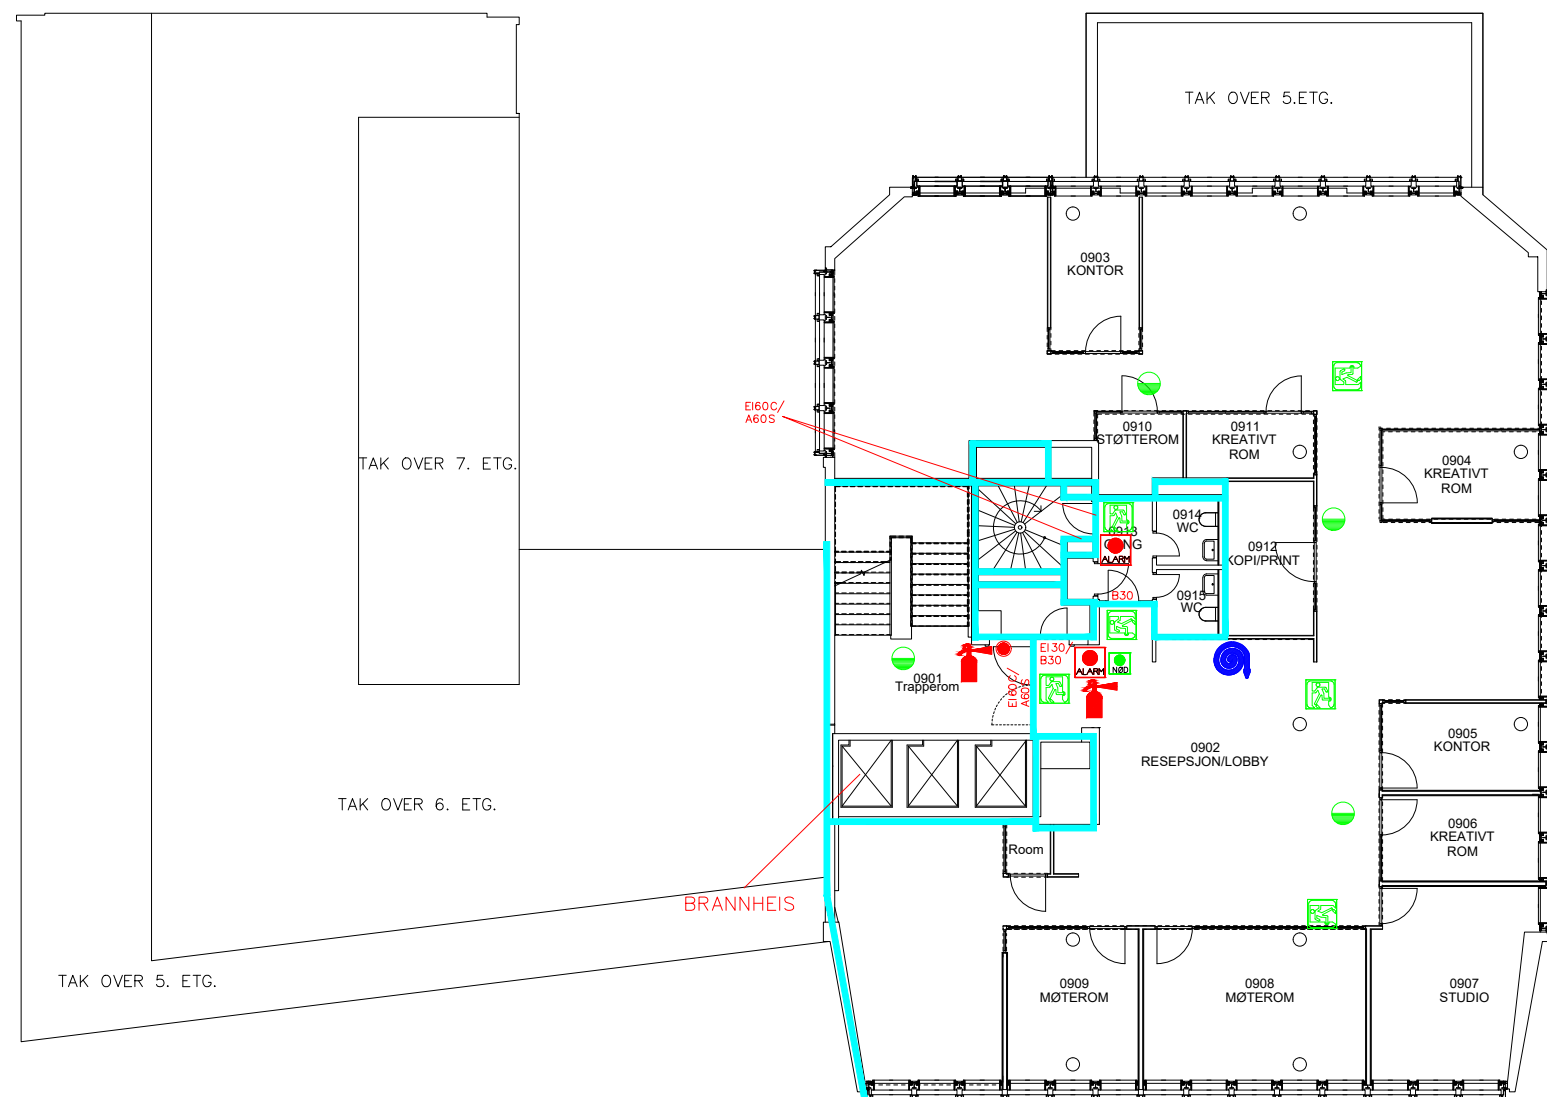 TAK OVER 5.ETG.
0903
KONTOR
EI60C/
A60S
0910
STØTTEROM
0911
KREATIVT
ROM
TAK OVER 7. ETG.
0904
KREATIVT
ROM
0914
WC
0913
GANG
ALARM
0912
KOPI/PRINT
B30
0915
WC
EI30/
B30
ALARM
NØD
0901
Trapperom
EI60C/
A60S
0902
RESEPSJON/LOBBY
0905
KONTOR
TAK OVER 6. ETG.
0906
KREATIVT
ROM
Room
BRANNHEIS
TAK OVER 5. ETG.
0909
MØTEROM
0908
MØTEROM
0907
STUDIO